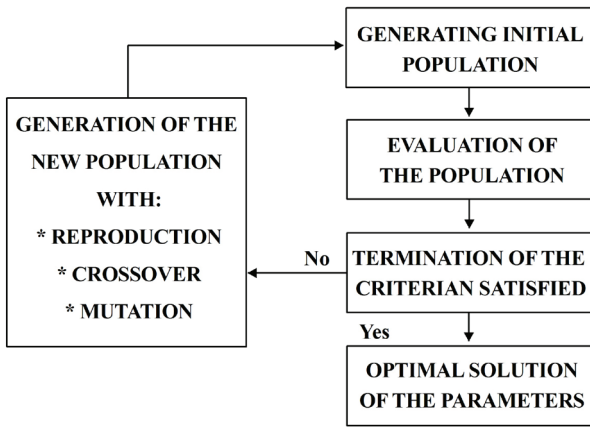 GENERATING INITIAL
POPULATION
EVALUATION OF
THE POPULATION
TERMINATION OF THE
CRITERIAN SATISFIED
No
Yes
GENERATION OF THE
NEW POPULATION
WITH:
* REPRODUCTION
* CROSSOVER
* MUTATION
OPTIMAL SOLUTION
OF THE PARAMETERS